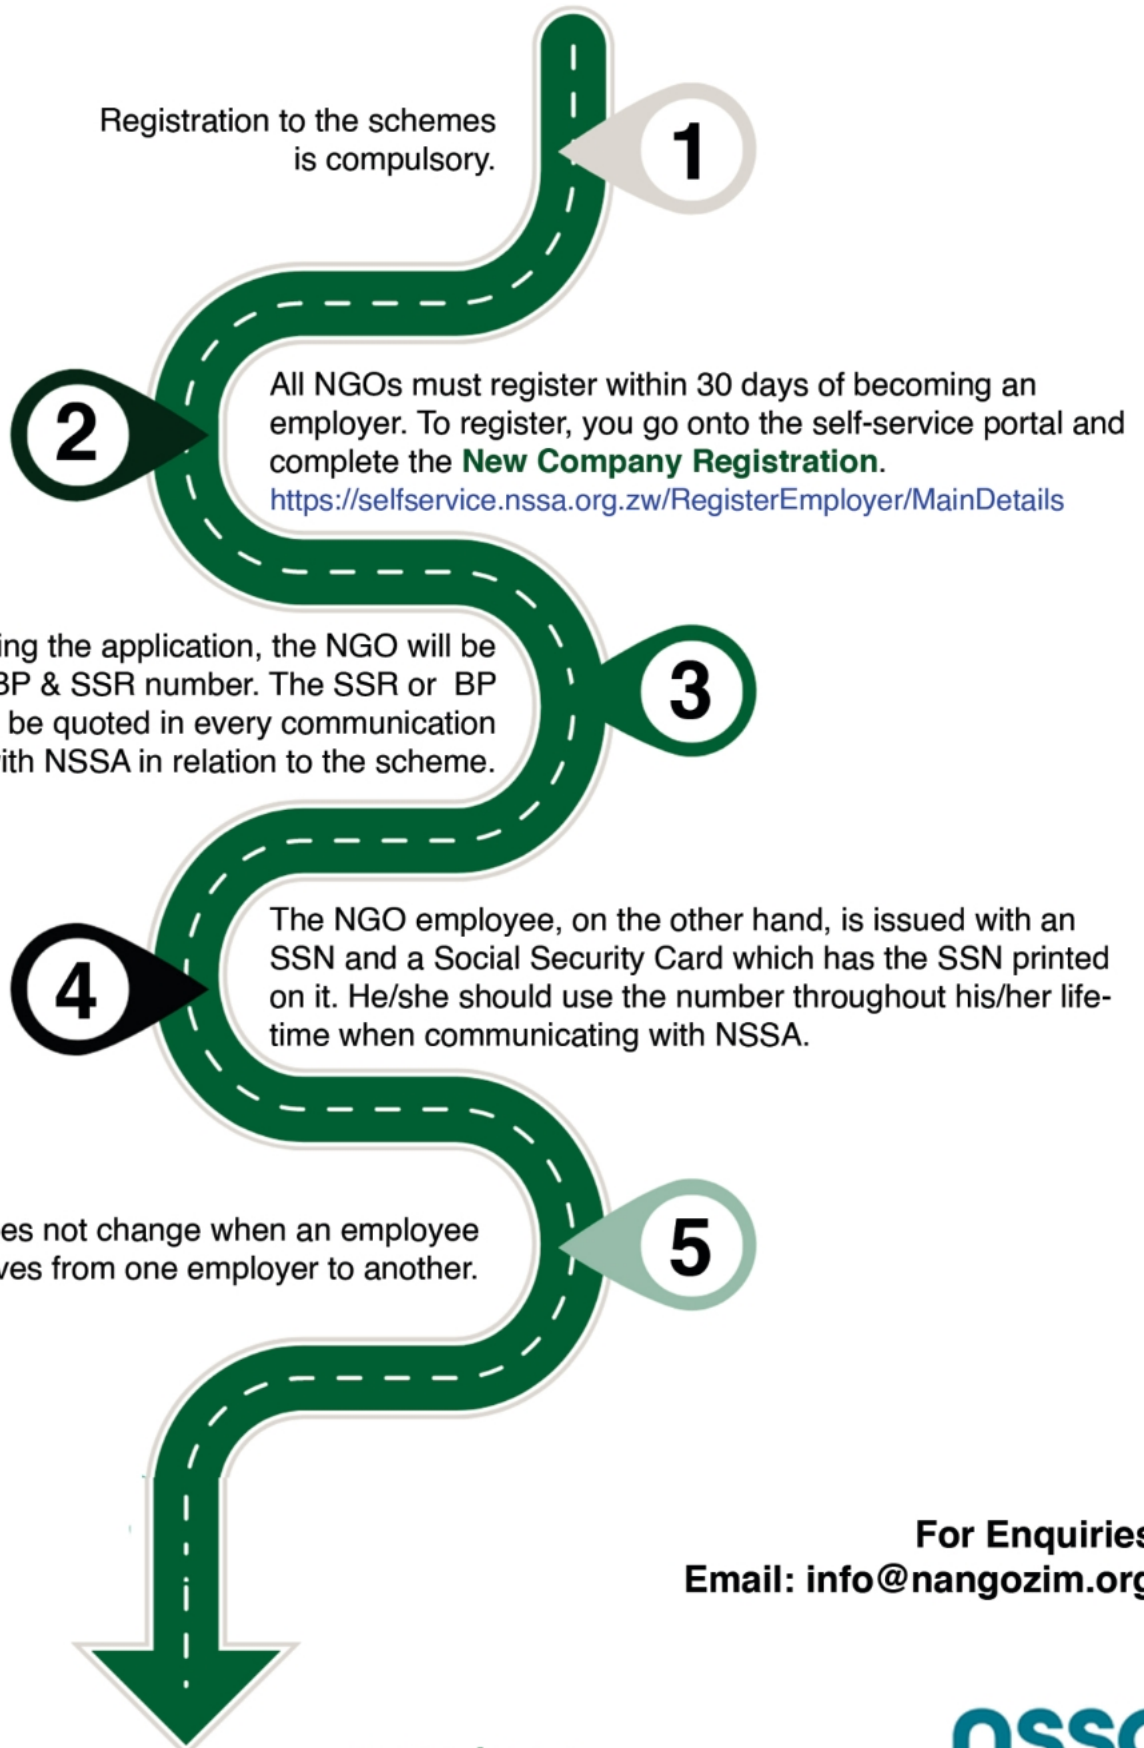 Registration to the schemes
is compulsory.
1
2
All NGOs must register within 30 days of becoming an
employer. To register, you go onto the self-service portal and
complete the New Company Registration.
https://selfservice.nssa.org.zw/RegisterEmployer/MainDetails
the application, the NGO will be
BP & SSR number. The SSR or BP
be quoted in every communication
NSSA in relation to the scheme.
3
4
The NGO employee, on the other hand, is issued with an
SSN and a Social Security Card which has the SSN printed
on it. He/she should use the number throughout his/her life-
time when communicating with NSSA.
not change when an employee
from one employer to another.
5
For Enquiries
Email: info@nangozim.org